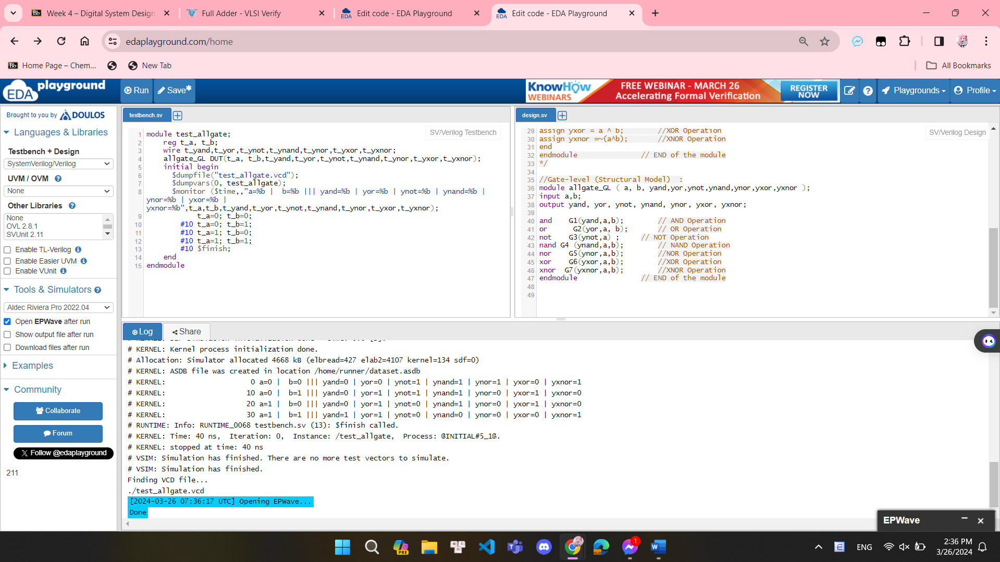 Week 4 – Digital System Design
Full Adder - VLSI Verify
Edit code - EDA Playground
Edit code - EDA Playground
edaplayground.com/home
Home Page – Chem...
New Tab
All Bookmarks
EDA playground
Run
Save*
KnowHow WEBINARS
FREE WEBINAR - MARCH 26
Accelerating Formal Verification
REGISTER NOW
Playgrounds
Profile
Brought to you by DOULOS
Languages & Libraries
Testbench + Design
SystemVerilog/Verilog
UVM / OVM
None
Other Libraries
None
OVL 2.8.1
SVUnit 2.11
Enable TL-Verilog
Enable Easier UVM
Enable VUnit
Tools & Simulators
Aldec Riviera Pro 2022.04
Open EPWave after run
Show output file after run
Download files after run
Examples
Community
Collaborate
Forum
Follow @edaplayground
211
testbench.sv
SV/Verilog Testbench
1 module test_allgate;
2 reg t_a, t_b;
3 wire t_yand,t_yor,t_ynot,t_ynand,t_ynor,t_yxor,t_yxnor;
4 allgate_GL DUT(t_a, t_b,t_yand,t_yor,t_ynot,t_ynand,t_ynor,t_yxor,t_yxnor);
5 initial begin
6 $dumpfile("test_allgate.vcd");
7 $dumpvars(0, test_allgate);
8 $monitor ($time,,"a=%b |  b=%b ||| yand=%b | yor=%b | ynot=%b | ynand=%b |
ynor=%b | yxor=%b |
yxnor=%b",t_a,t_b,t_yand,t_yor,t_ynot,t_ynand,t_ynor,t_yxor,t_yxnor);
9 t_a=0; t_b=0;
10 #10 t_a=0; t_b=1;
11 #10 t_a=1; t_b=0;
12 #10 t_a=1; t_b=1;
13 #10 $finish;
14 end
15 endmodule
design.sv
SV/Verilog Design
29 assign yxor = a ^ b; //XOR Operation
30 assign yxnor =~(a^b); //XNOR Operation
31 end
32 endmodule // END of the module
33 */
34
35 //Gate-level (Structural Model)  :
36 module allgate_GL ( a, b, yand,yor,ynot,ynand,ynor,yxor,yxnor );
37 input a,b;
38 output yand, yor, ynot, ynand, ynor, yxor, yxnor;
39
40 and G1(yand,a,b); // AND Operation
41 or G2(yor,a, b); // OR Operation
42 not G3(ynot,a) ; // NOT Operation
43 nand G4 (ynand,a,b); // NAND Operation
44 nor G5(ynor,a,b); //NOR Operation
45 xor G6(yxor,a,b); //XOR Operation
46 xnor G7(yxnor,a,b); //XNOR Operation
47 endmodule // END of the module
48
49
Log
Share
# KERNEL: Kernel process initialization done.
# Allocation: Simulator allocated 4668 kB (elbread=427 elab2=4107 kernel=134 sdf=0)
# KERNEL: ASDB file was created in location /home/runner/dataset.asdb
# KERNEL: 0 a=0 |  b=0 ||| yand=0 | yor=0 | ynot=1 | ynand=1 | ynor=1 | yxor=0 | yxnor=1
# KERNEL: 10 a=0 |  b=1 ||| yand=0 | yor=1 | ynot=1 | ynand=1 | ynor=0 | yxor=1 | yxnor=0
# KERNEL: 20 a=1 |  b=0 ||| yand=0 | yor=1 | ynot=0 | ynand=1 | ynor=0 | yxor=1 | yxnor=0
# KERNEL: 30 a=1 |  b=1 ||| yand=1 | yor=1 | ynot=0 | ynand=0 | ynor=0 | yxor=0 | yxnor=1
# RUNTIME: Info: RUNTIME_0068 testbench.sv (13): $finish called.
# KERNEL: Time: 40 ns,  Iteration: 0,  Instance: /test_allgate,  Process: @INITIAL#5_1@.
# KERNEL: stopped at time: 40 ns
# VSIM: Simulation has finished. There are no more test vectors to simulate.
# VSIM: Simulation has finished.
Finding VCD file...
./test_allgate.vcd
[2024-03-26 07:36:17 UTC] Opening EPWave...
Done
EPWave
ENG
2:36 PM
3/26/2024